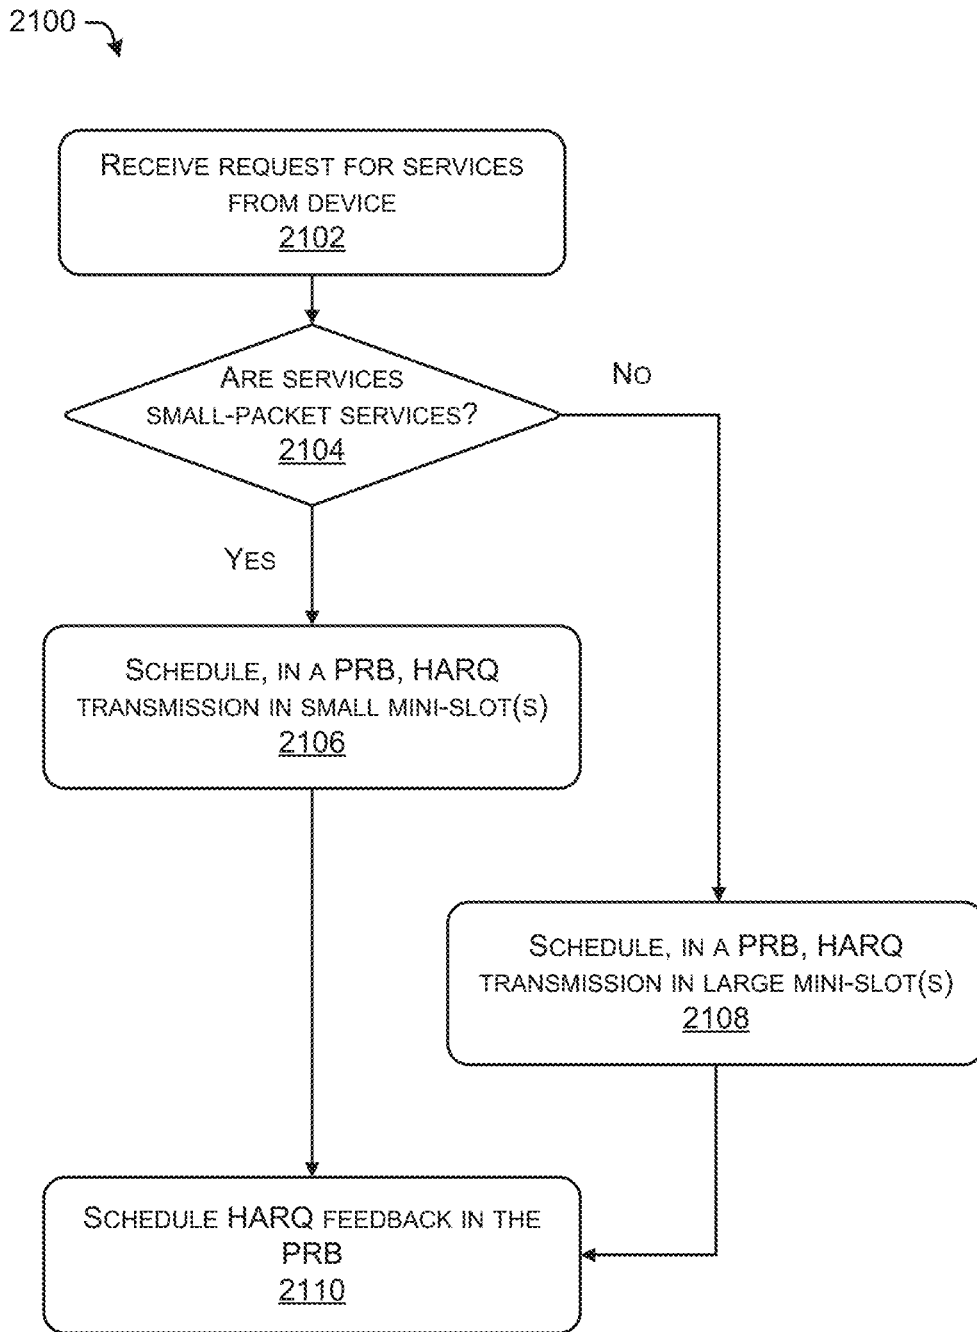 2100
RECEIVE REQUEST FOR SERVICES
FROM DEVICE
2102
ARE SERVICES
SMALL-PACKET SERVICES?
2104
NO
YES
SCHEDULE, IN A PRB, HARQ
TRANSMISSION IN SMALL MINI-SLOT(S)
2106
SCHEDULE, IN A PRB, HARQ
TRANSMISSION IN LARGE MINI-SLOT(S)
2108
SCHEDULE HARQ FEEDBACK IN THE
PRB
2110